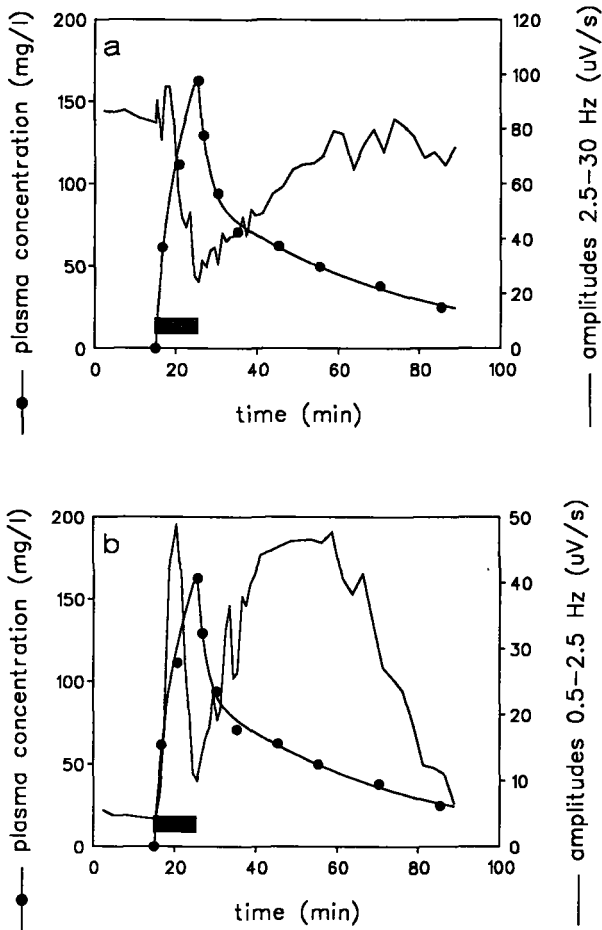 a
plasma concentration (mg/l)
200
150
100
50
0
120
100
80
60
40
20
0
amplitudes 2.5–30 Hz (uV/s)
0 20 40 60 80 100
time (min)
b
plasma concentration (mg/l)
200
150
100
50
0
50
40
30
20
10
0
amplitudes 0.5–2.5 Hz (uV/s)
0 20 40 60 80 100
time (min)